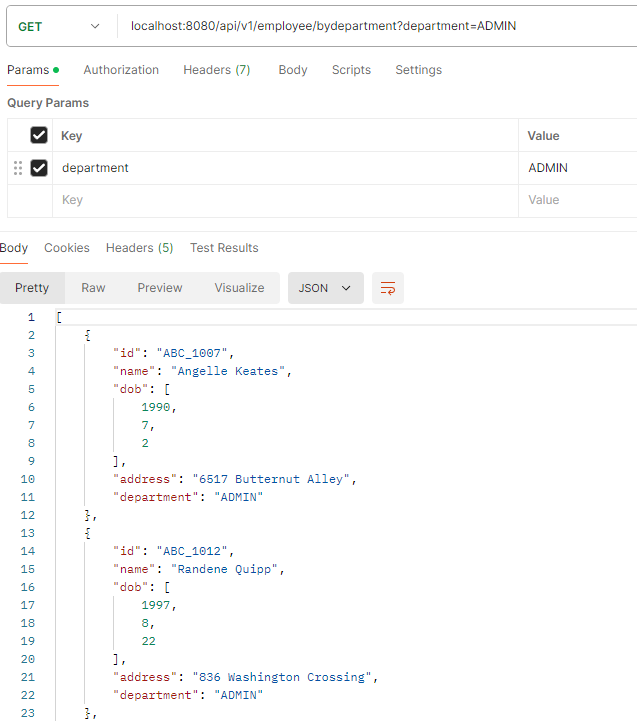 GET localhost:8080/api/v1/employee/bydepartment?department=ADMIN
Params Authorization Headers (7) Body Scripts Settings
Query Params
Key Value
department ADMIN
Key Value
Body Cookies Headers (5) Test Results
Pretty Raw Preview Visualize JSON
1 [
2 {
3 "id": "ABC_1007",
4 "name": "Angelle Keates",
5 "dob": [
6 1990,
7 7,
8 2
9 ],
10 "address": "6517 Butternut Alley",
11 "department": "ADMIN"
12 },
13 {
14 "id": "ABC_1012",
15 "name": "Randene Quipp",
16 "dob": [
17 1997,
18 8,
19 22
20 ],
21 "address": "836 Washington Crossing",
22 "department": "ADMIN"
23 },